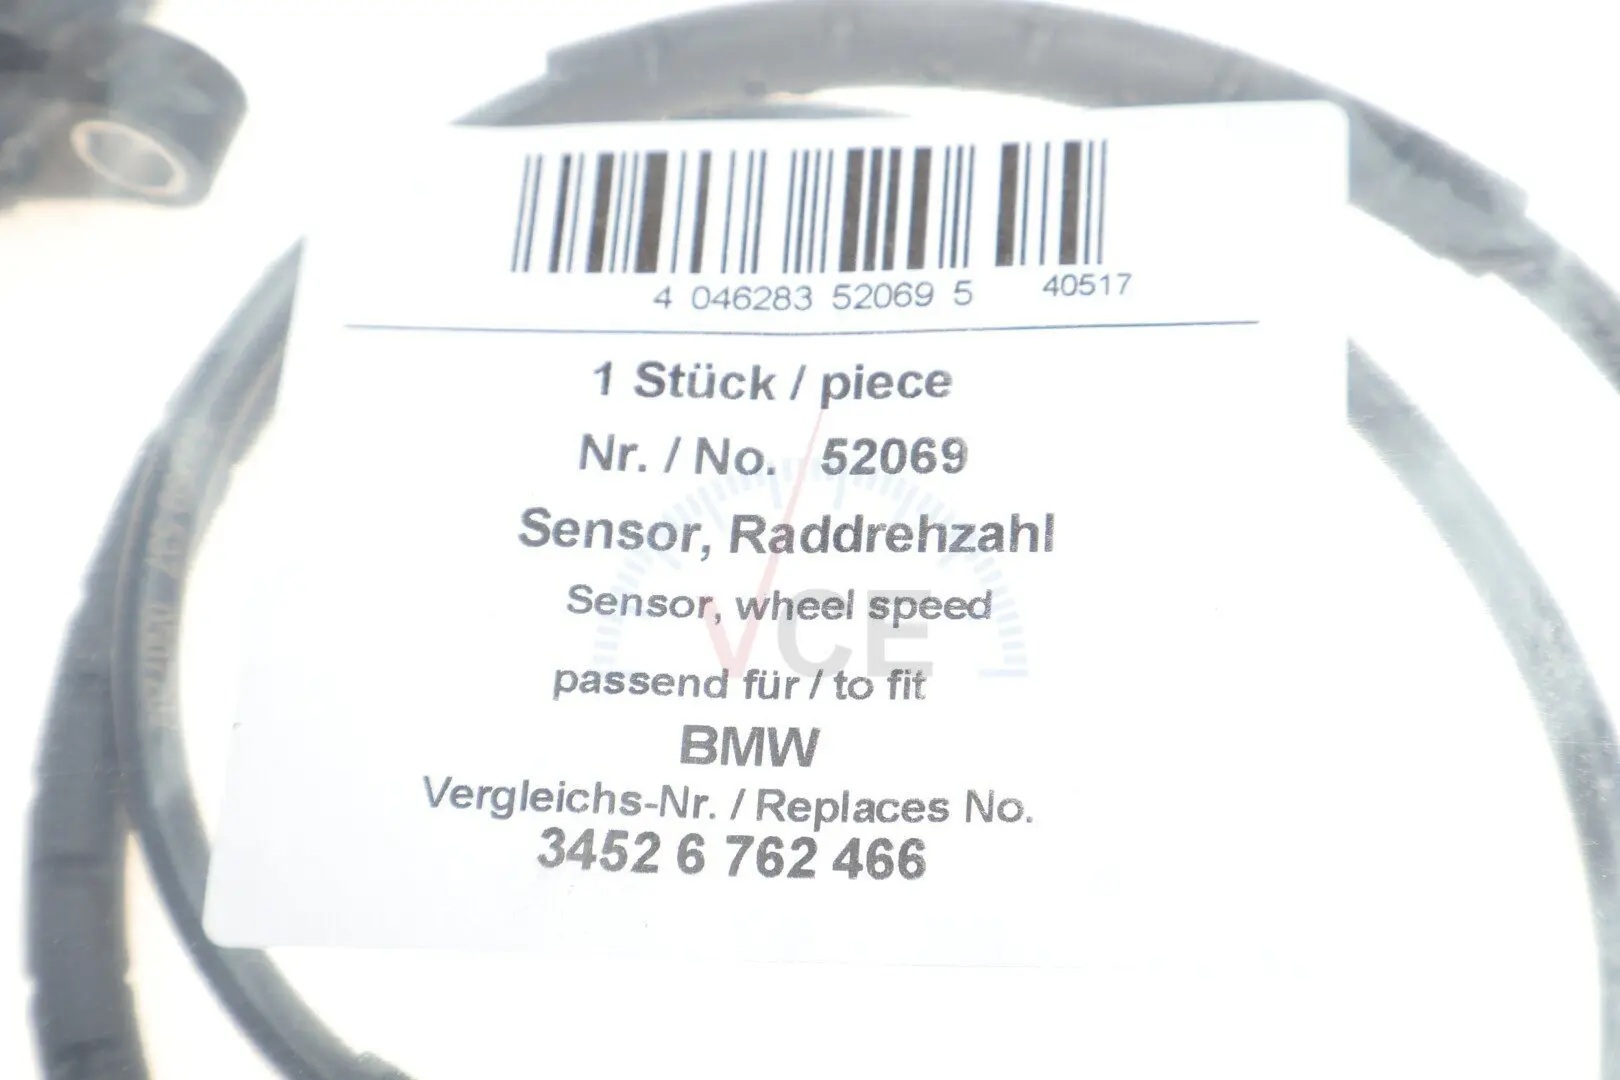 4 046283 52069 5 40517
1 Stück / piece
Nr. / No. 52069
Sensor, Raddrehzahl
Sensor, wheel speed
VCE
passend für / to fit
BMW
Vergleichs-Nr. / Replaces No.
3452 6 762 466